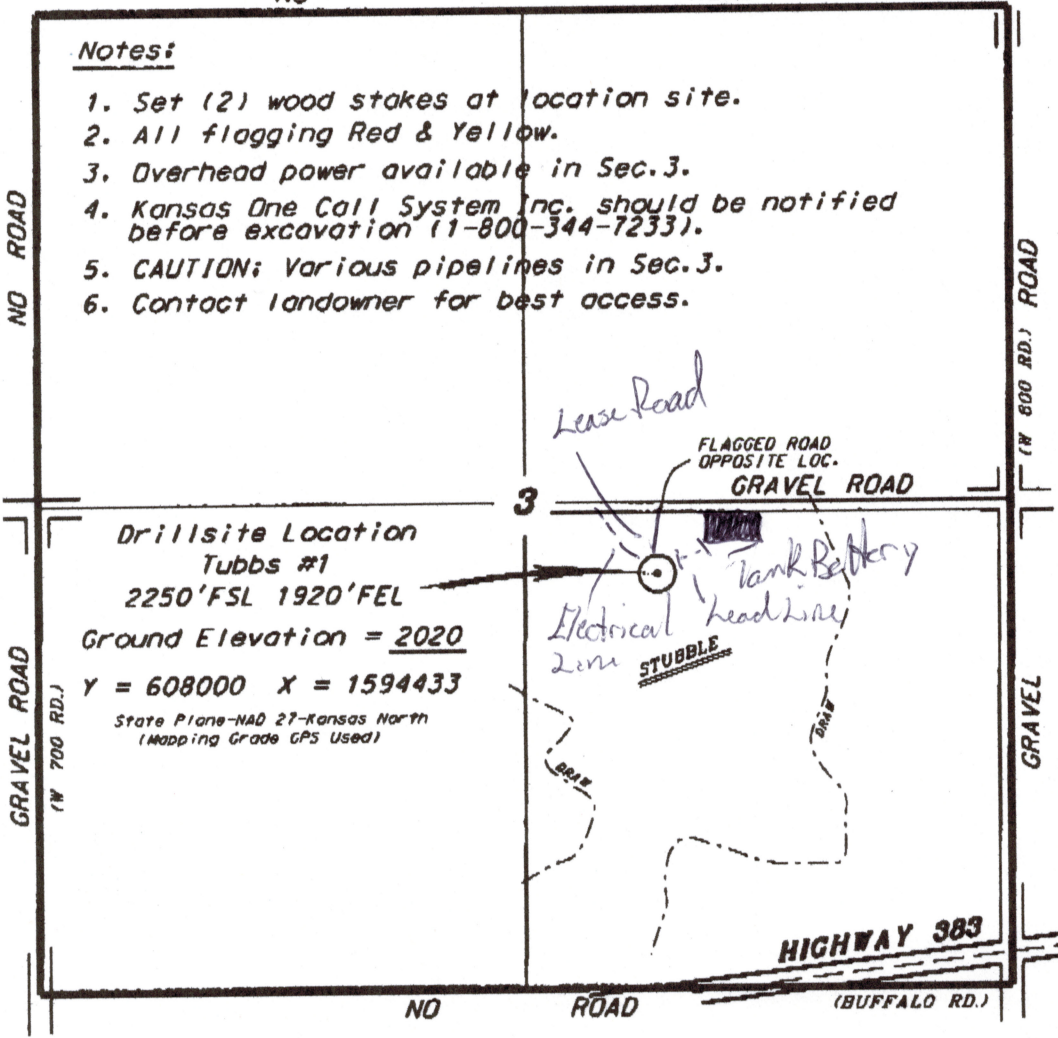 Notes:
1. Set (2) wood stakes at location site.
2. All flagging Red & Yellow.
3. Overhead power available in Sec.3.
4. Kansas One Call System Inc. should be notified
before excavation (1-800-344-7233).
5. CAUTION: Various pipelines in Sec.3.
6. Contact landowner for best access.
NO ROAD
(W 800 RD.) ROAD
Lease Road
FLAGGED ROAD
OPPOSITE LOC.
GRAVEL ROAD
3
Drillsite Location
Tubbs #1
2250'FSL 1920'FEL
Ground Elevation = 2020
Y = 608000 X = 1594433
State Plane-NAD 27-Kansas North
(Mapping Grade GPS Used)
Tank Battery
Lead Line
Electrical
Line
STUBBLE
DRAW
DRAW
GRAVEL ROAD
(W 700 RD.)
GRAVEL
HIGHWAY 383
NO ROAD
(BUFFALO RD.)